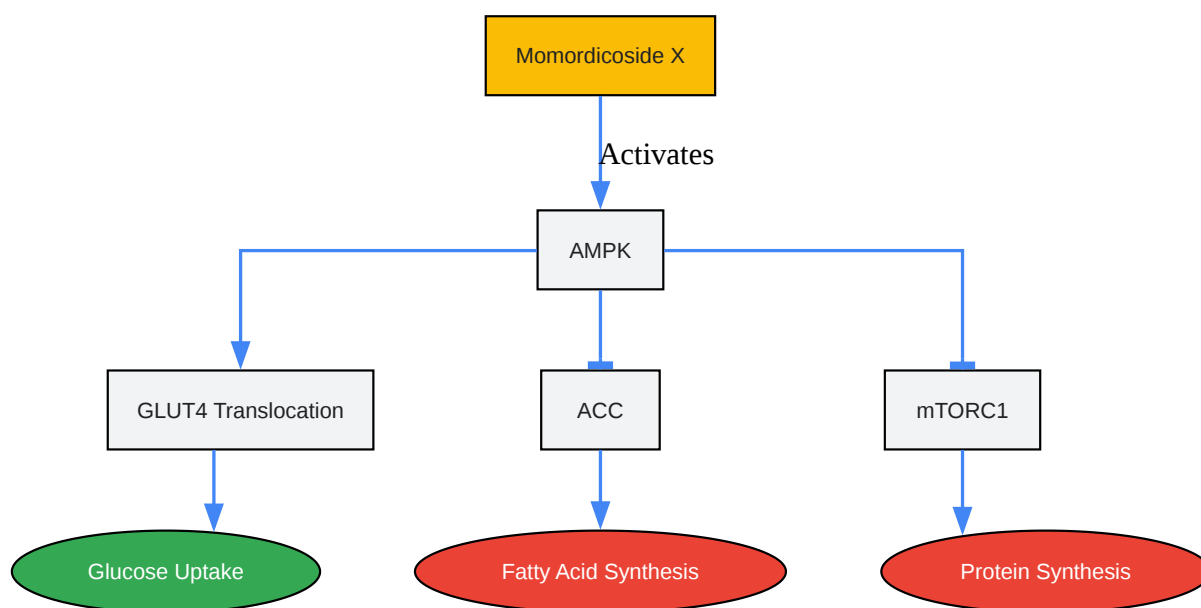 Momordicoside X
Activates
AMPK
GLUT4 Translocation
ACC
mTORC1
Glucose Uptake
Fatty Acid Synthesis
Protein Synthesis